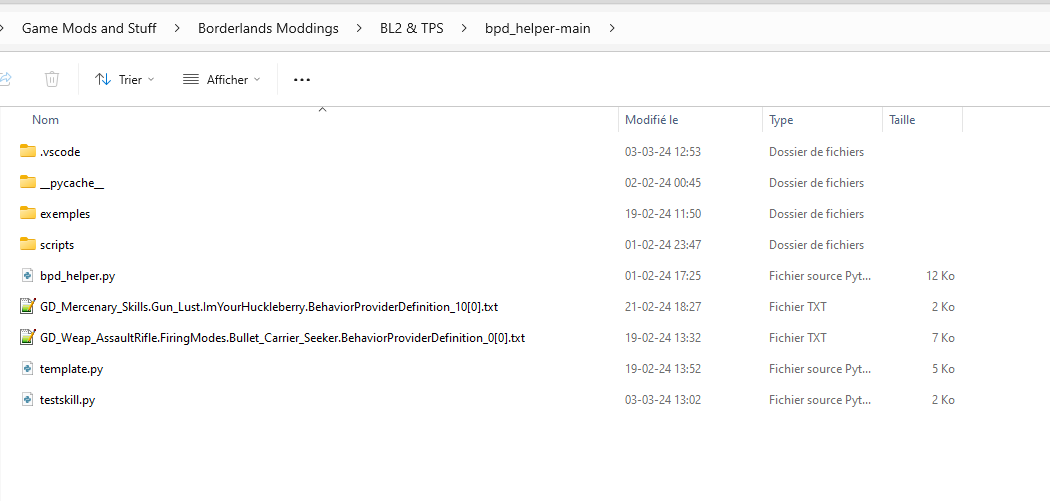 Game Mods and Stuff > Borderlands Moddings > BL2 & TPS > bpd_helper-main >
Trier Afficher ...
Nom Modifié le Type Taille
.vscode 03-03-24 12:53 Dossier de fichiers
__pycache__ 02-02-24 00:45 Dossier de fichiers
exemples 19-02-24 11:50 Dossier de fichiers
scripts 01-02-24 23:47 Dossier de fichiers
bpd_helper.py 01-02-24 17:25 Fichier source Pyt... 12 Ko
GD_Mercenary_Skills.Gun_Lust.ImYourHuckleberry.BehaviorProviderDefinition_10[0].txt 21-02-24 18:27 Fichier TXT 2 Ko
GD_Weap_AssaultRifle.FiringModes.Bullet_Carrier_Seeker.BehaviorProviderDefinition_0[0].txt 19-02-24 13:32 Fichier TXT 7 Ko
template.py 19-02-24 13:52 Fichier source Pyt... 5 Ko
testskill.py 03-03-24 13:02 Fichier source Pyt... 2 Ko